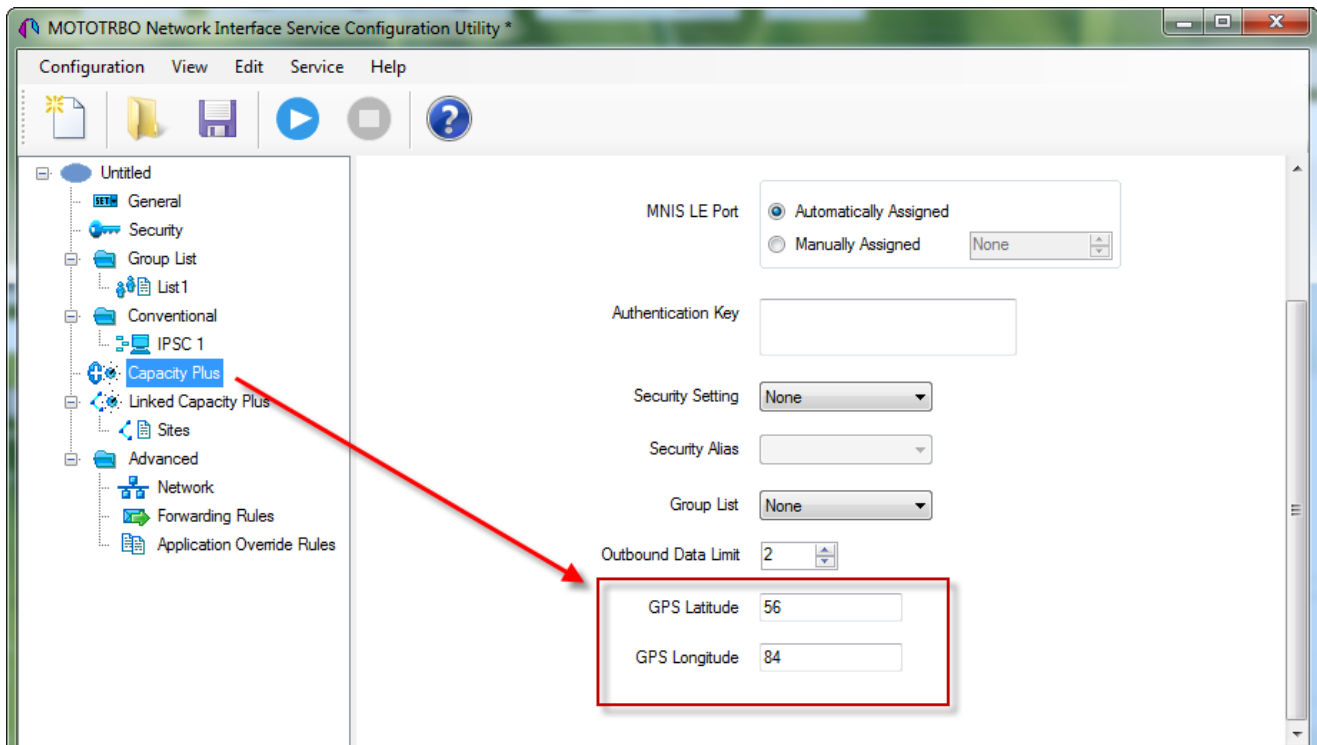 MOTOTRBO Network Interface Service Configuration Utility *
Configuration View Edit Service Help
Untitled
SET
General
Security
Group List
List1
Conventional
IPSC 1
Capacity Plus
Linked Capacity Plus
Sites
Advanced
Network
Forwarding Rules
Application Override Rules
MNIS LE Port
Automatically Assigned
Manually Assigned None
Authentication Key
Security Setting None
Security Alias
Group List None
Outbound Data Limit 2
GPS Latitude 56
GPS Longitude 84